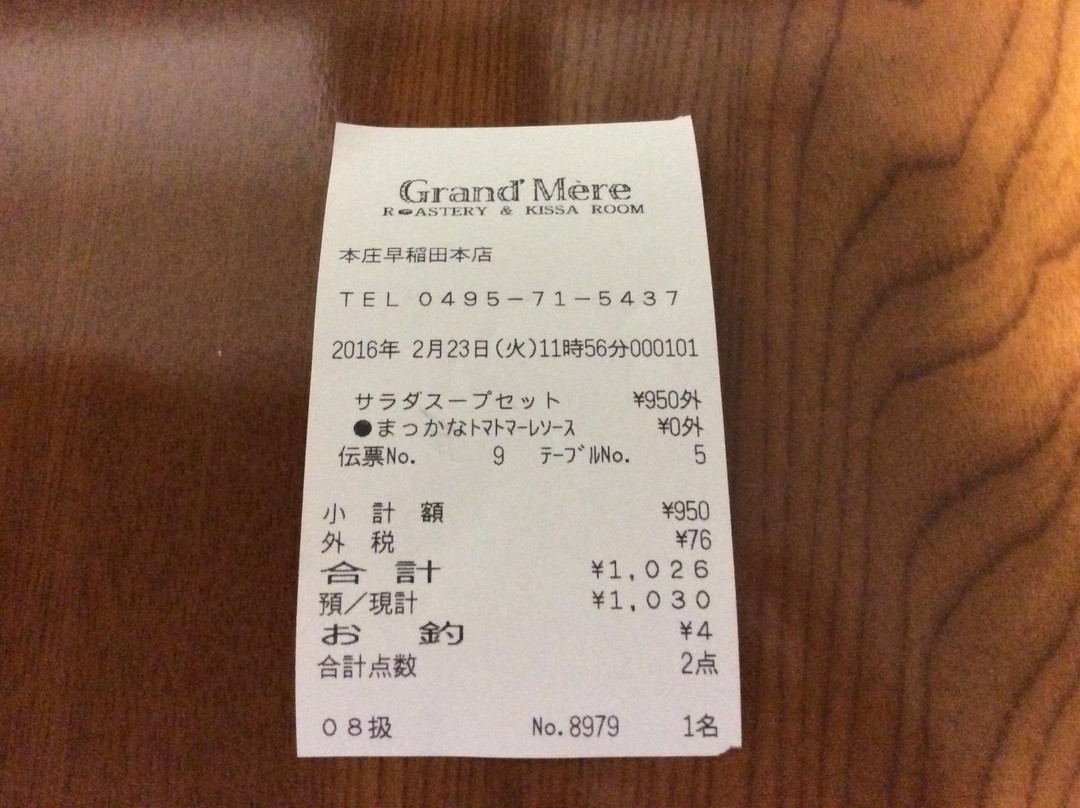 Grand'Mère
ROASTERY & KISSA ROOM
本庄早稲田本店
TEL 0495-71-5437
2016年 2月23日(火)11時56分000101
サラダスープセット ¥950外
●まっかなﾄﾏﾄﾏｰﾚｿｰｽ ¥0外
伝票No. 9 ﾃｰﾌﾞﾙNo. 5
小計額 ¥950
外税 ¥76
合計 ¥1,026
預/現計 ¥1,030
お釣 ¥4
合計点数 2点
08扱 No.8979 1名